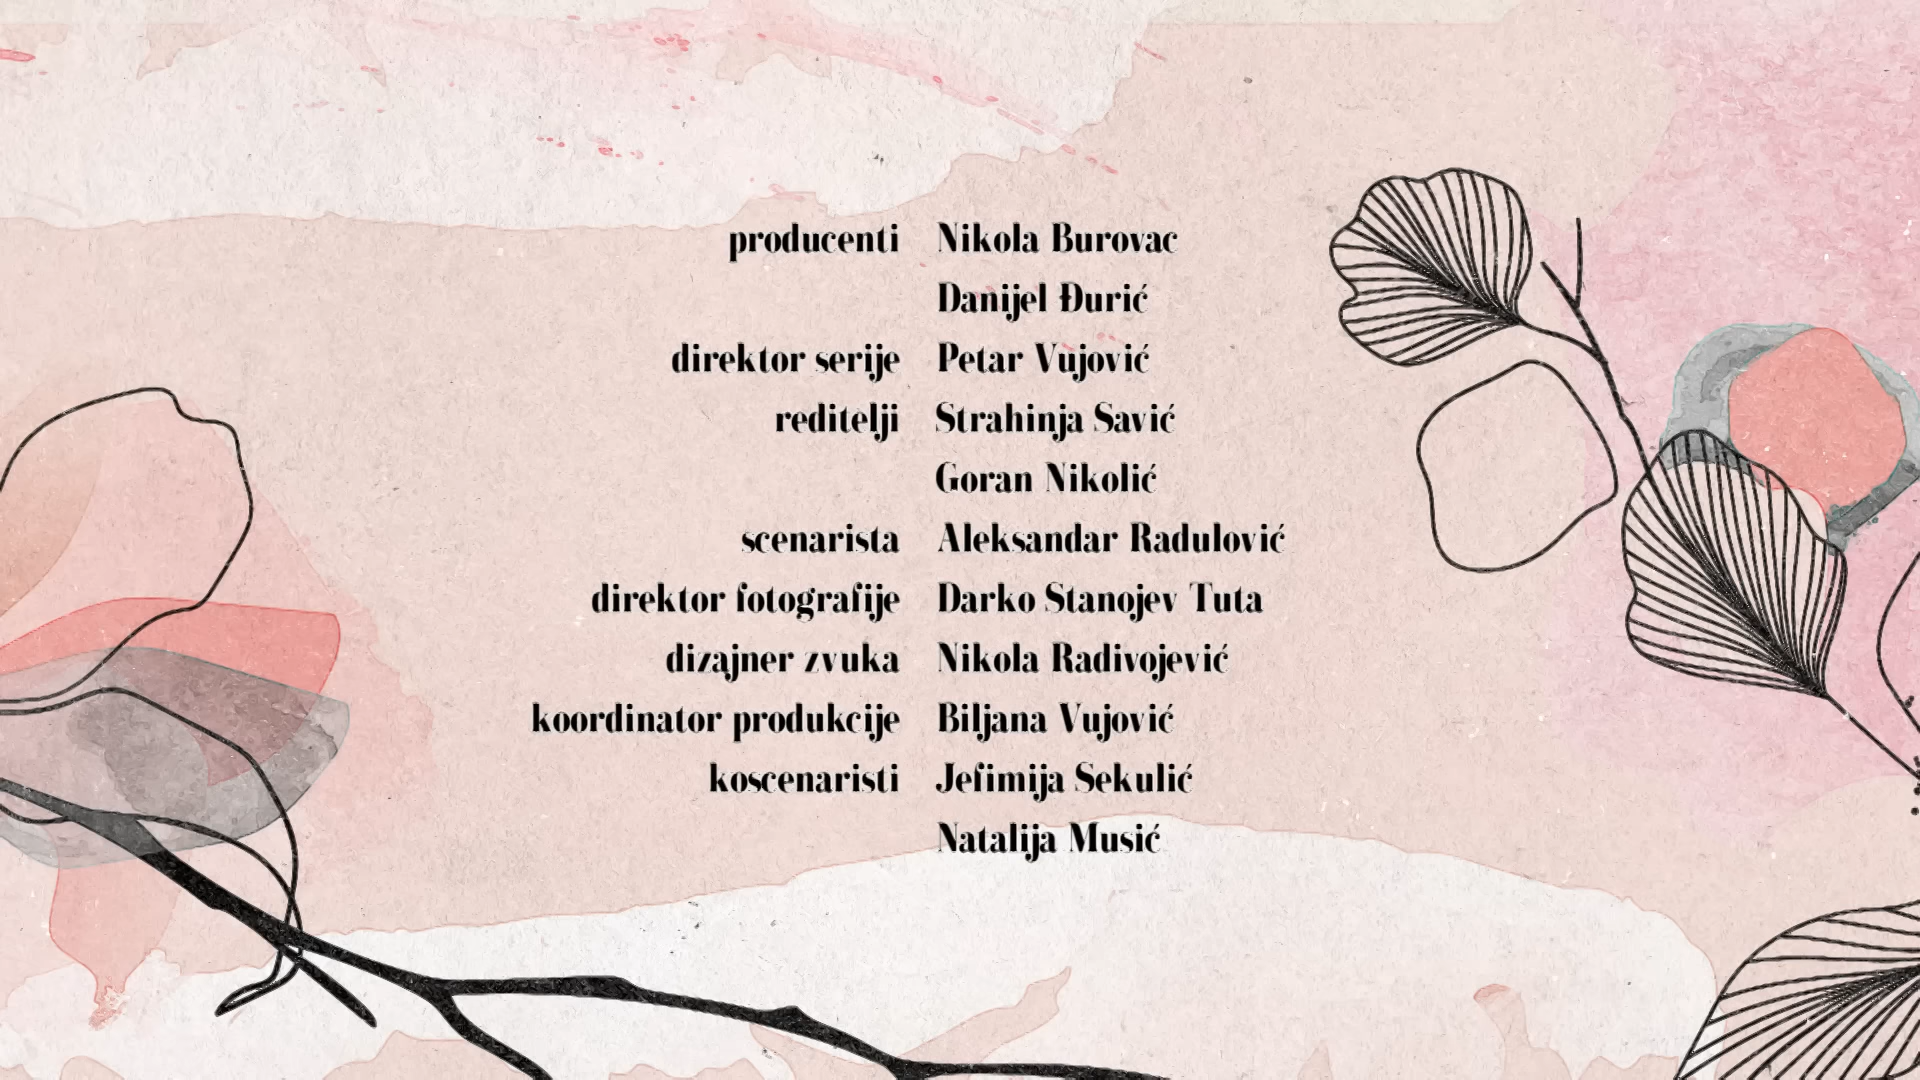 producenti Nikola Burovac
Danijel Đurić
direktor serije Petar Vujović
reditelji Strahinja Savić
Goran Nikolić
scenarista Aleksandar Radulović
direktor fotografije Darko Stanojev Tuta
dizajner zvuka Nikola Radivojević
koordinator produkcije Biljana Vujović
koscenaristi Jefimija Sekulić
Natalija Musić